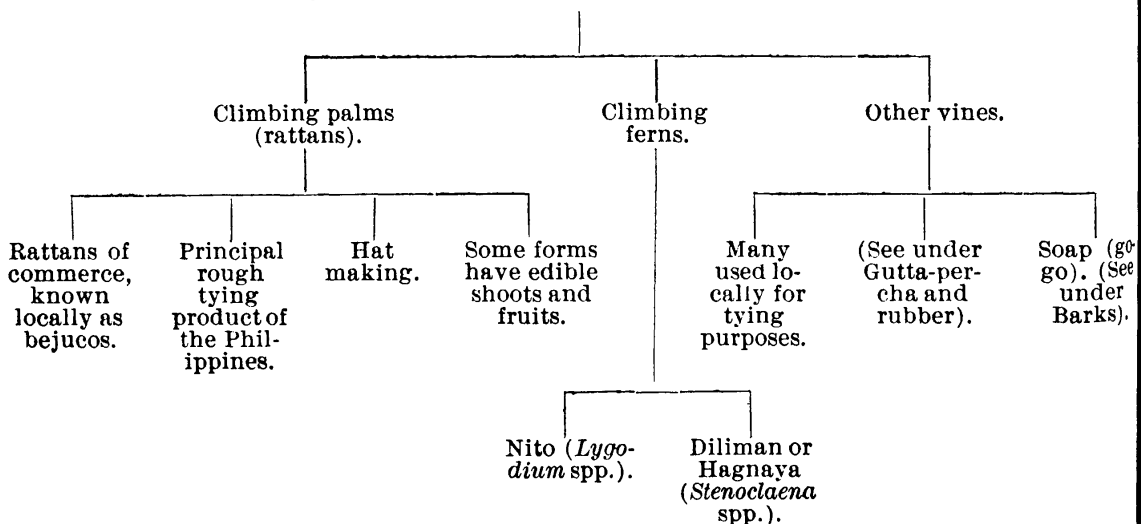 Climbing palms
(rattans).
Climbing
ferns.
Other vines.
Rattans of
commerce,
known
locally as
bejucos.
Principal
rough
tying
product of
the Phil-
ippines.
Hat
making.
Some forms
have edible
shoots and
fruits.
Many
used lo-
cally for
tying
purposes.
(See under
Gutta-per-
cha and
rubber).
Soap (go-
go). (See
under
Barks).
Nito (Lygo-
dium spp.).
Diliman or
Hagnaya
(Stenoclaena
spp.).